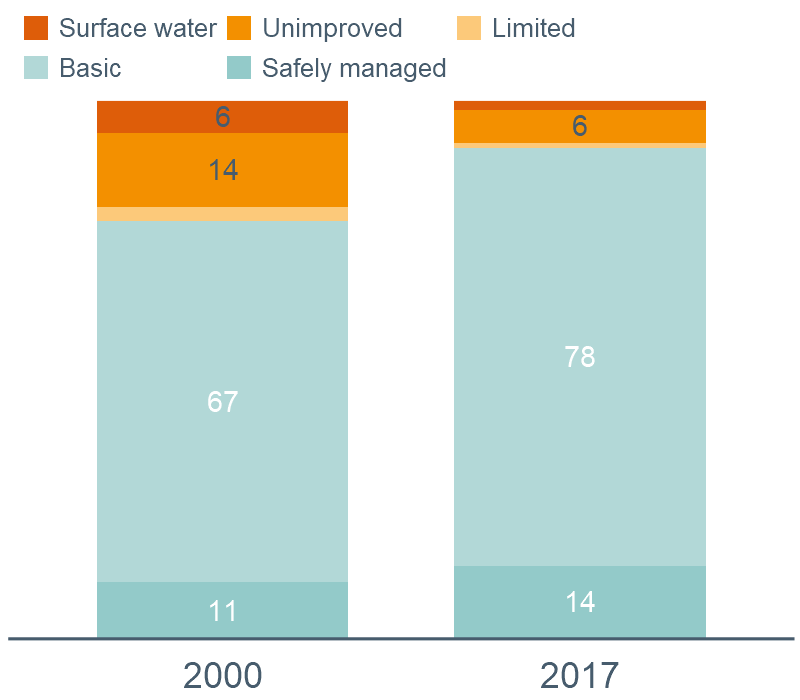 Surface water Unimproved Limited
Basic Safely managed
6 6
14
67 78
11 14
2000 2017